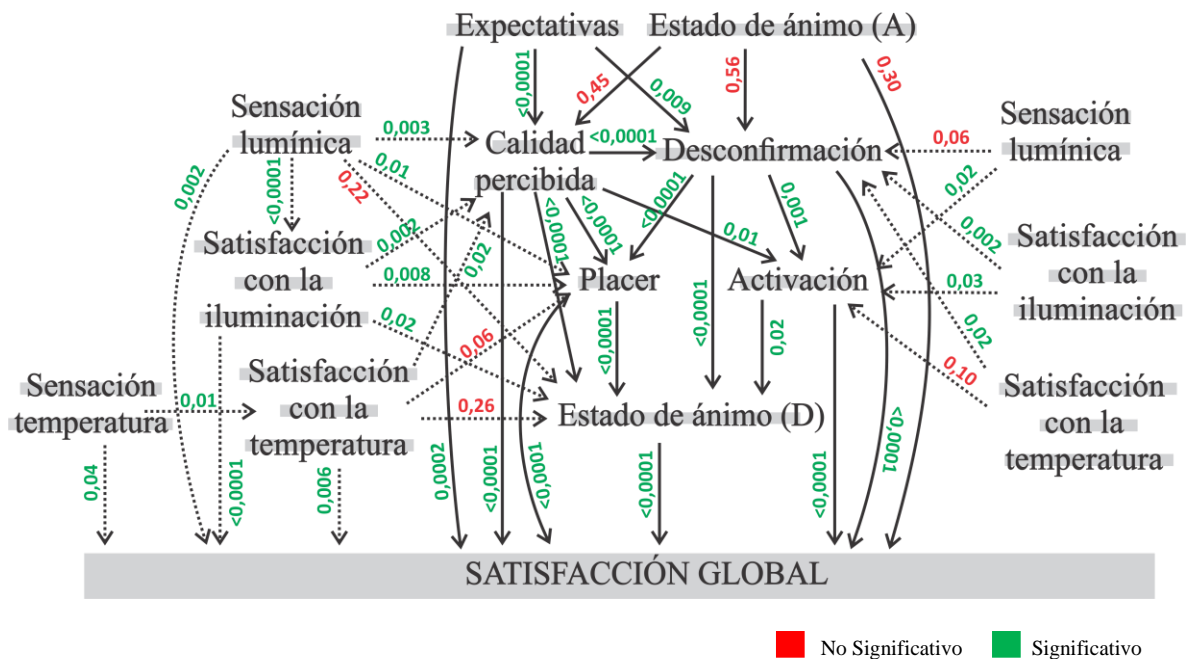 Expectativas Estado de ánimo (A)
<0,0001 0,45 0,009 0,56 0,30
Sensación
lumínica
0,003
Calidad
percibida
<0,0001
Desconfirmación
0,06
Sensación
lumínica
0,002
<0,0001
0,22
0,01
0,002
0,02
<0,0001
<0,0001
<0,0001
0,01
0,001
0,02
0,002
Satisfacción
con la
iluminación
0,008
Placer
Activación
0,03
Satisfacción
con la
iluminación
0,02
0,06
<0,0001
<0,0001
0,02
0,02
0,10
Sensación
temperatura
0,01
Satisfacción
con la
temperatura
0,26
Estado de ánimo (D)
Satisfacción
con la
temperatura
0,04
<0,0001
0,006
0,0002
<0,0001
<0,0001
<0,0001
<0,0001
<0,0001
SATISFACCIÓN GLOBAL
No Significativo Significativo